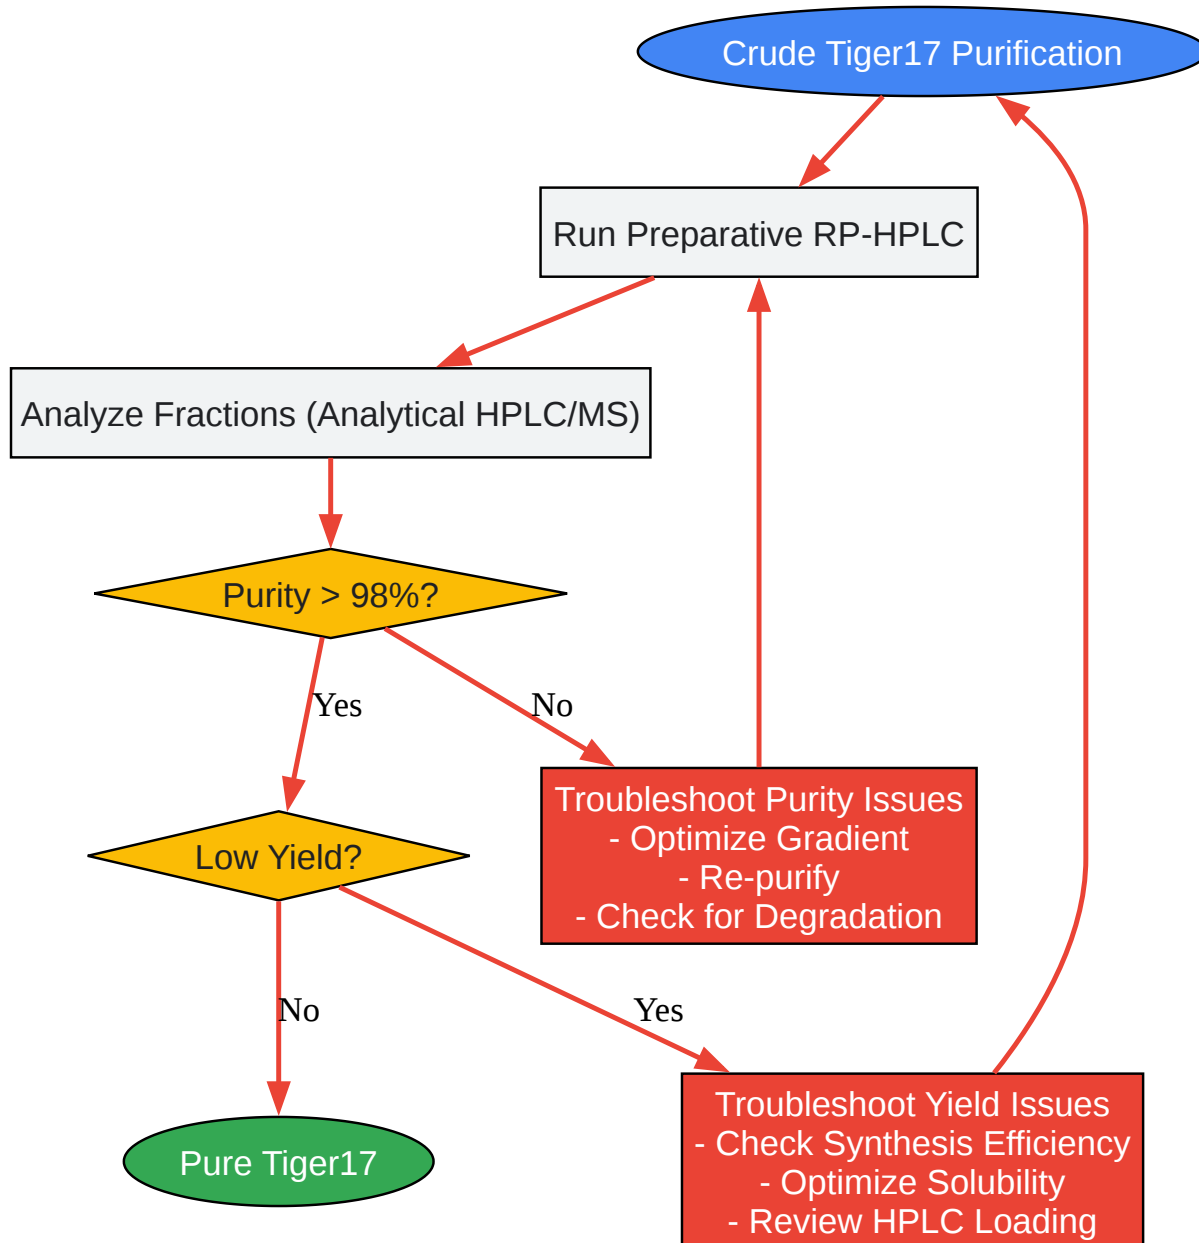 Crude Tiger17 Purification
Run Preparative RP-HPLC
Analyze Fractions (Analytical HPLC/MS)
Purity > 98%?
Yes
No
Troubleshoot Purity Issues
- Optimize Gradient
- Re-purify
- Check for Degradation
Low Yield?
No
Yes
Troubleshoot Yield Issues
- Check Synthesis Efficiency
- Optimize Solubility
- Review HPLC Loading
Pure Tiger17